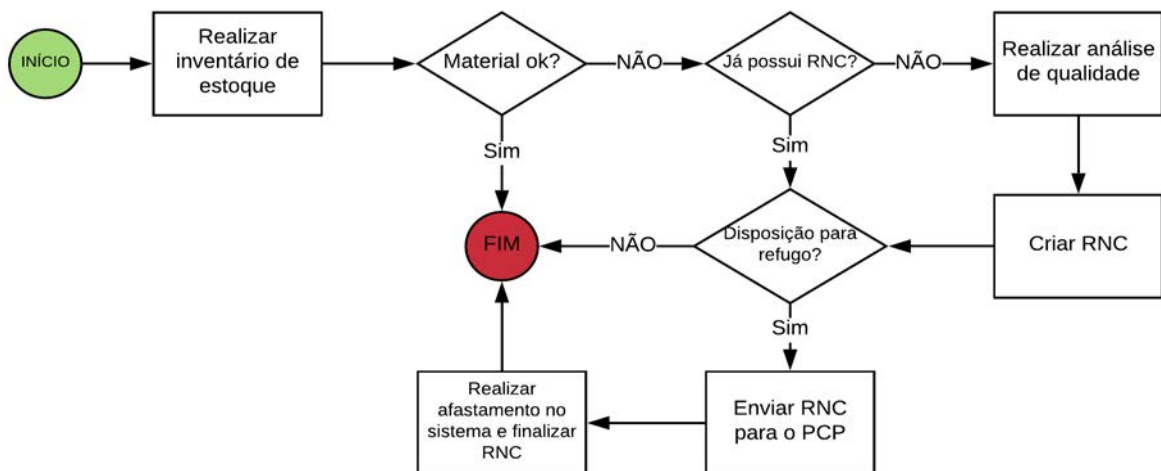 INÍCIO
Realizar
inventário de
estoque
Material ok?
NÃO
Já possui RNC?
NÃO
Realizar análise
de qualidade
Sim
Sim
FIM
NÃO
Disposição para
refugo?
Criar RNC
Sim
Realizar
afastamento no
sistema e finalizar
RNC
Enviar RNC
para o PCP